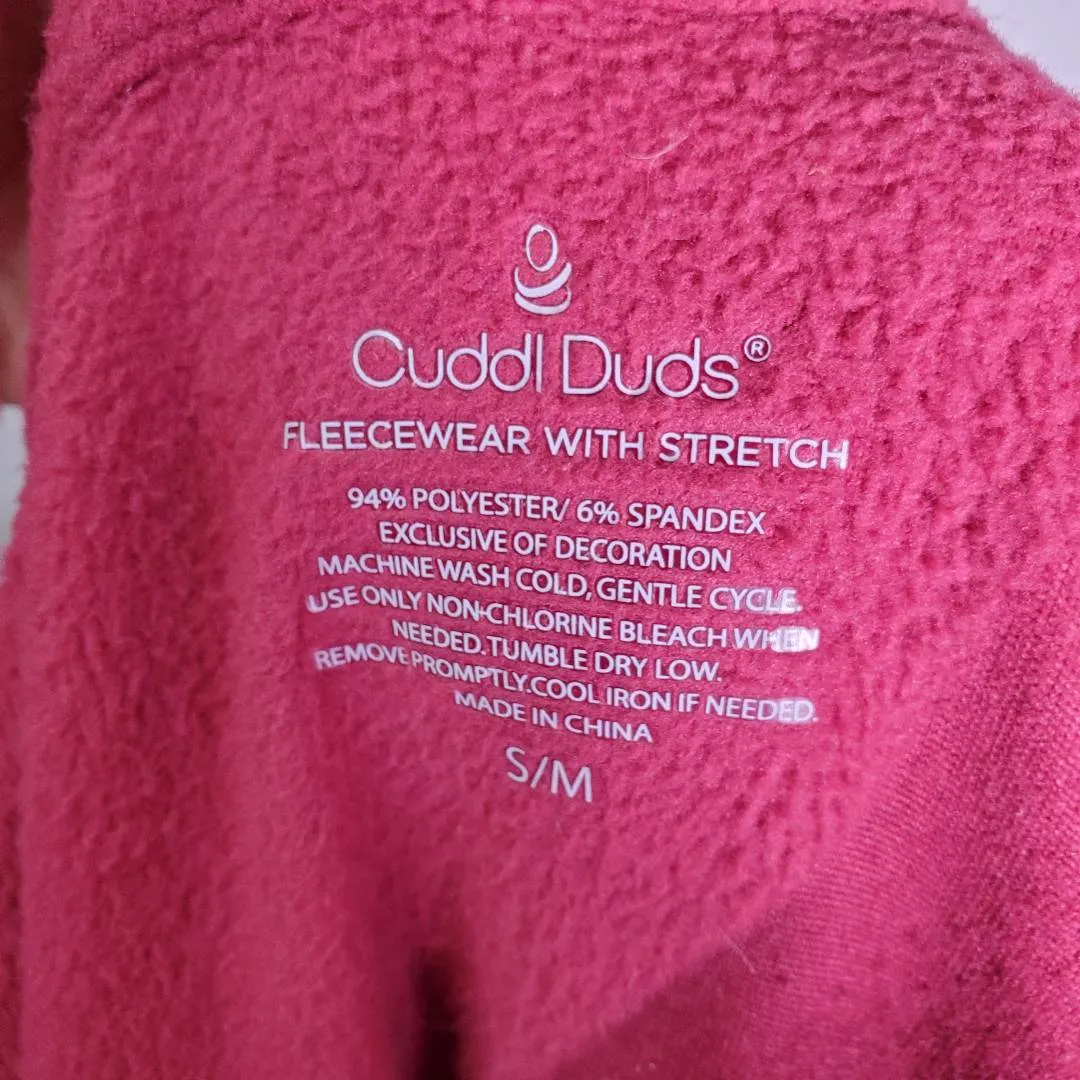 Cuddl Duds®
FLEECEWEAR WITH STRETCH
94% POLYESTER/ 6% SPANDEX
EXCLUSIVE OF DECORATION
MACHINE WASH COLD, GENTLE CYCLE.
USE ONLY NON-CHLORINE BLEACH WHEN
NEEDED. TUMBLE DRY LOW.
REMOVE PROMPTLY. COOL IRON IF NEEDED.
MADE IN CHINA
S/M